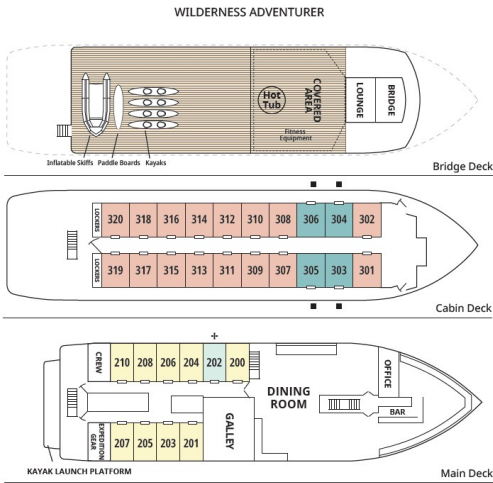 WILDERNESS ADVENTURER
Hot
Tub
COVERED
AREA
Fitness
Equipment
LOUNGE
BRIDGE
Inflatable Skiffs Paddle Boards Kayaks
Bridge Deck
LOCKERS 320 318 316 314 312 310 308 306 304 302
LOCKERS 319 317 315 313 311 309 307 305 303 301
Cabin Deck
CREW 210 208 206 204 202 200
DINING
ROOM
OFFICE
BAR
GALLEY
EXPEDITION
GEAR
207 205 203 201
KAYAK LAUNCH PLATFORM
Main Deck